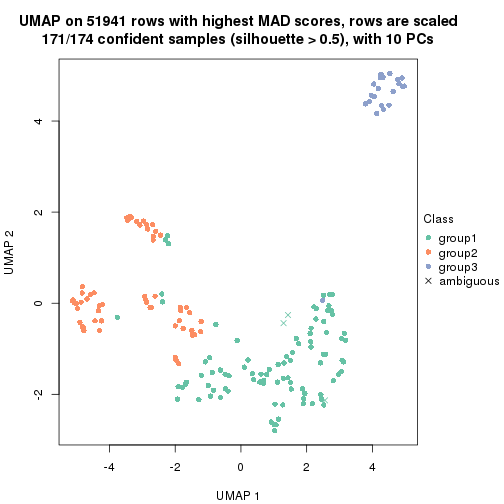 UMAP on 51941 rows with highest MAD scores, rows are scaled
171/174 confident samples (silhouette > 0.5), with 10 PCs
4
2
0
-2
UMAP 2
-4
-2
0
2
4
UMAP 1
Class
group1
group2
group3
ambiguous